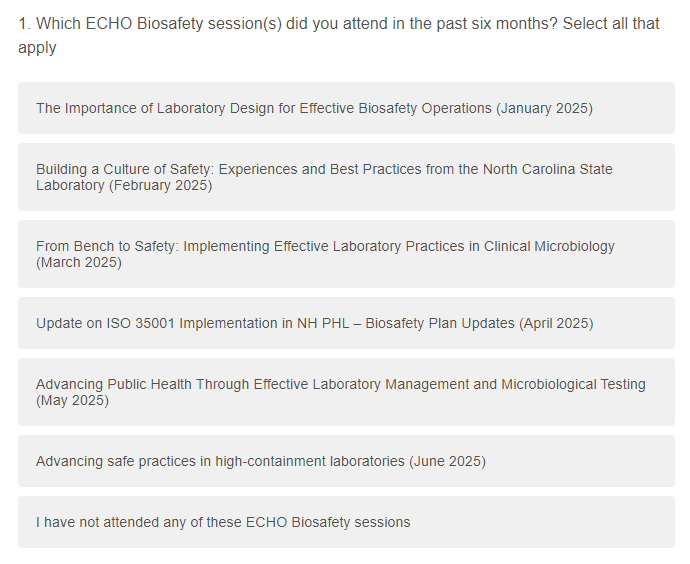 1. Which ECHO Biosafety session(s) did you attend in the past six months? Select all that
apply
The Importance of Laboratory Design for Effective Biosafety Operations (January 2025)
Building a Culture of Safety: Experiences and Best Practices from the North Carolina State
Laboratory (February 2025)
From Bench to Safety: Implementing Effective Laboratory Practices in Clinical Microbiology
(March 2025)
Update on ISO 35001 Implementation in NH PHL – Biosafety Plan Updates (April 2025)
Advancing Public Health Through Effective Laboratory Management and Microbiological Testing
(May 2025)
Advancing safe practices in high-containment laboratories (June 2025)
I have not attended any of these ECHO Biosafety sessions